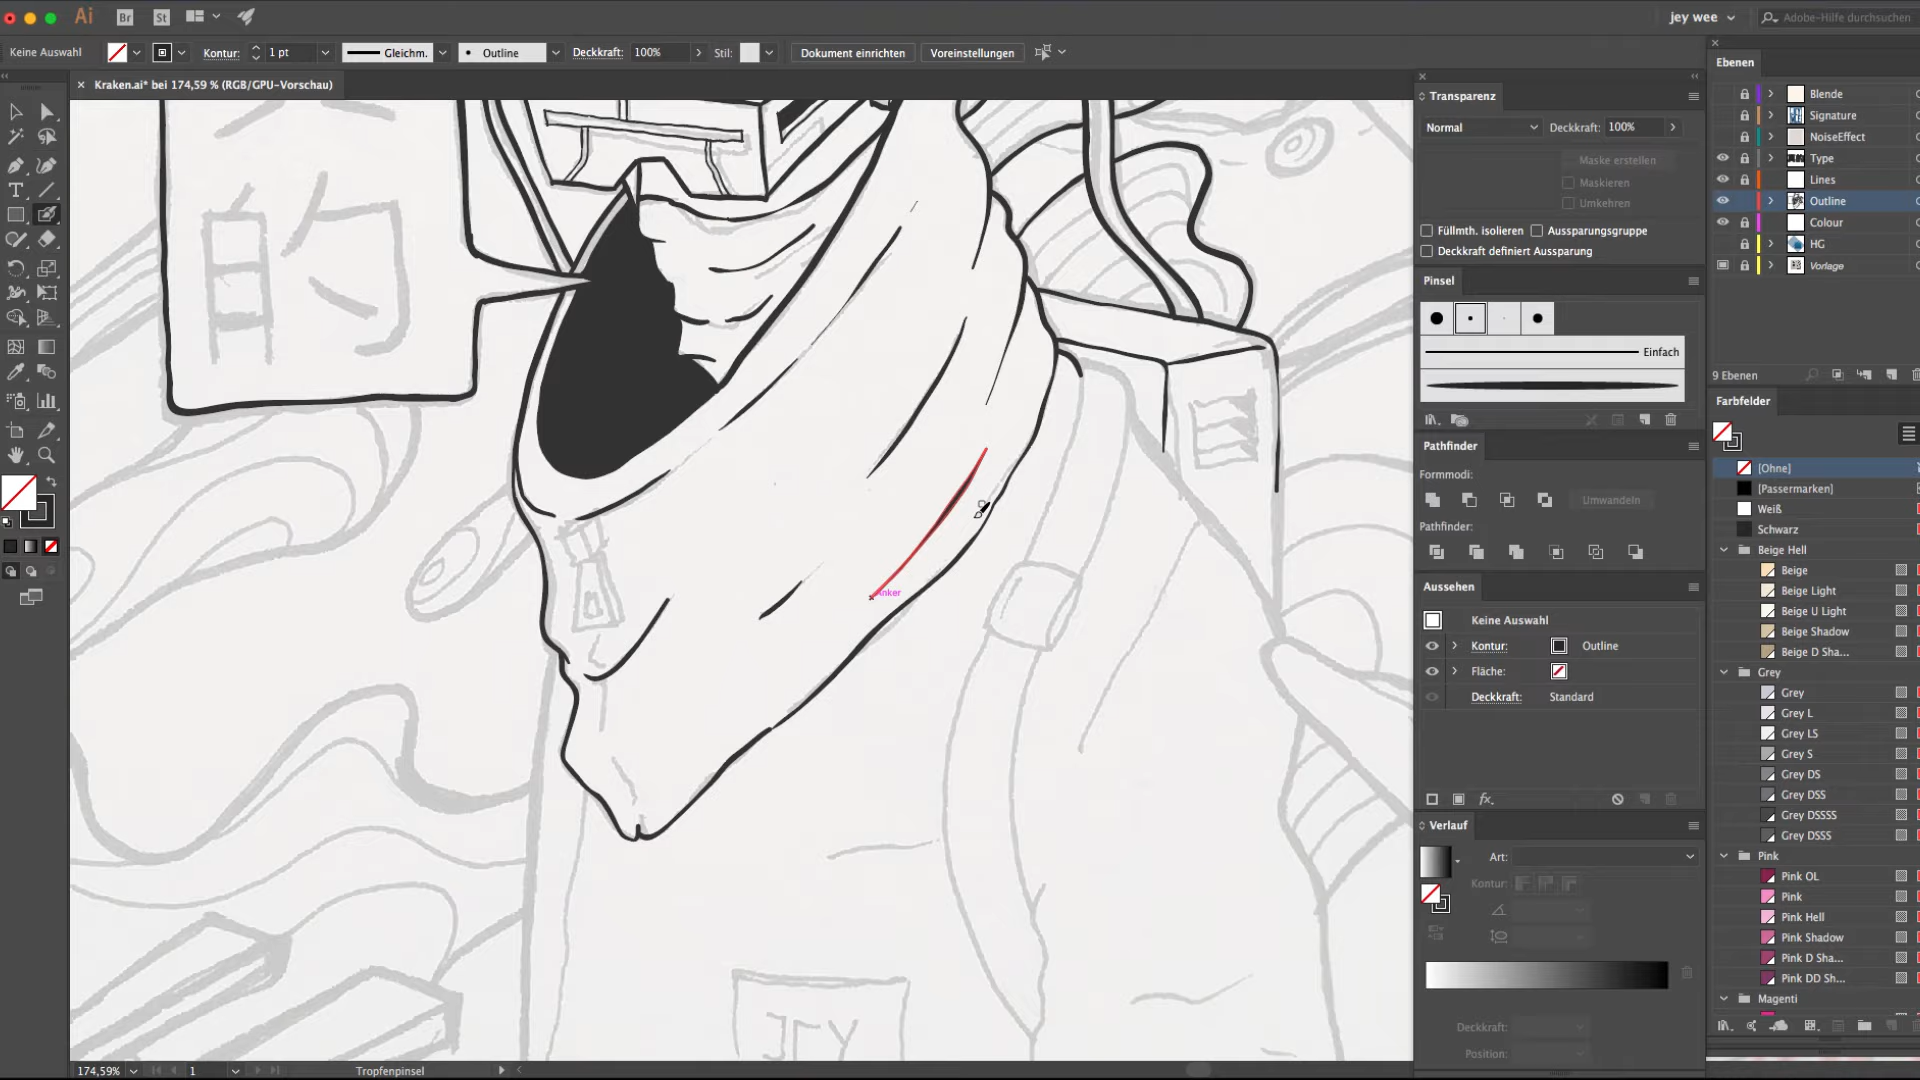 Ai
Br
St
jey wee
Adobe-Hilfe durchsuchen
Keine Auswahl
Kontur:
1 pt
Gleichm.
Outline
Deckkraft:
100%
Stil:
Dokument einrichten
Voreinstellungen
Kraken.ai* bei 174,59 % (RGB/GPU-Vorschau)
的
JEY
Anker
Transparenz
Normal
Deckkraft:
100%
Maske erstellen
Maskieren
Umkehren
Füllmth. isolieren
Aussparungsgruppe
Deckkraft definiert Aussparung
Pinsel
Einfach
Pathfinder
Formmodi:
Umwandeln
Pathfinder:
Aussehen
Keine Auswahl
Kontur:
Outline
Fläche:
Deckkraft:
Standard
fx
Verlauf
Art:
Kontur:
Deckkraft:
Position:
Ebenen
Blende
Signature
NoiseEffect
Type
Lines
Outline
Colour
HG
Vorlage
9 Ebenen
Farbfelder
[Ohne]
[Passermarken]
Weiß
Schwarz
Beige Hell
Beige
Beige Light
Beige U Light
Beige Shadow
Beige D Sha...
Grey
Grey
Grey L
Grey LS
Grey S
Grey DS
Grey DSS
Grey DSSSS
Grey DSSS
Pink
Pink OL
Pink
Pink Hell
Pink Shadow
Pink D Sha...
Pink DD Sh...
Magenti
174,59%
1
Tropfenpinsel